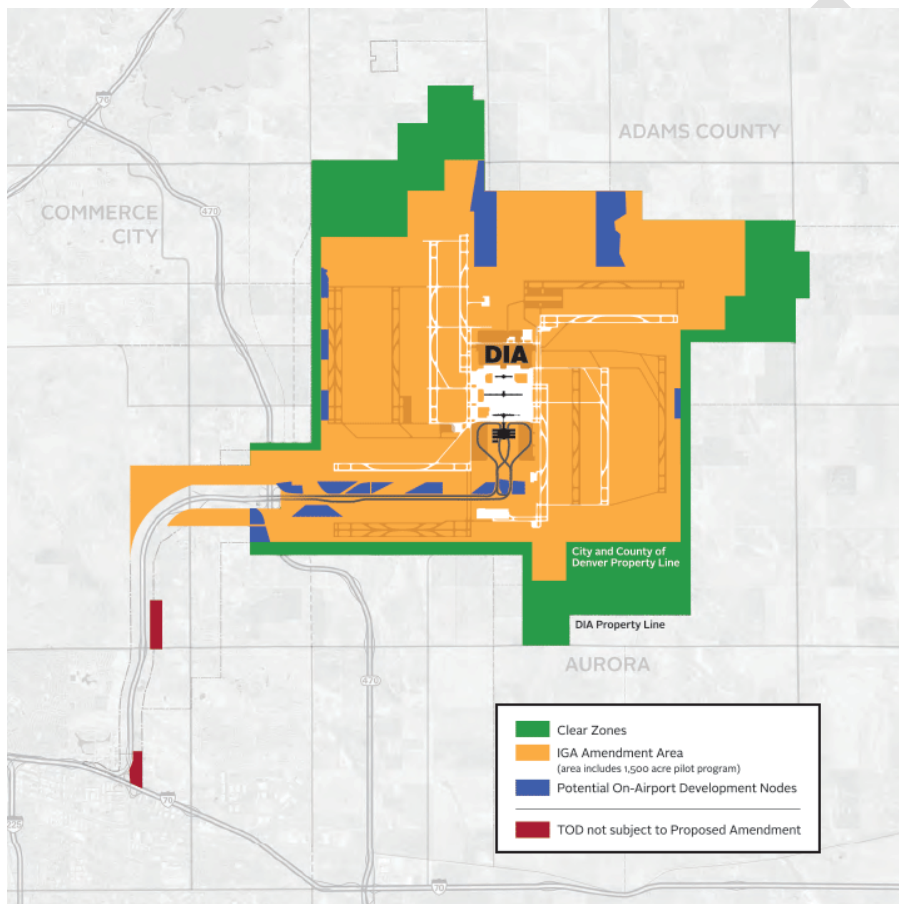 70
ADAMS COUNTY
COMMERCE
CITY
470
DIA
City and County of
Denver Property Line
DIA Property Line
AURORA
470
Clear Zones
IGA Amendment Area
(area includes 1,500 acre pilot program)
Potential On-Airport Development Nodes
TOD not subject to Proposed Amendment
70
225
70